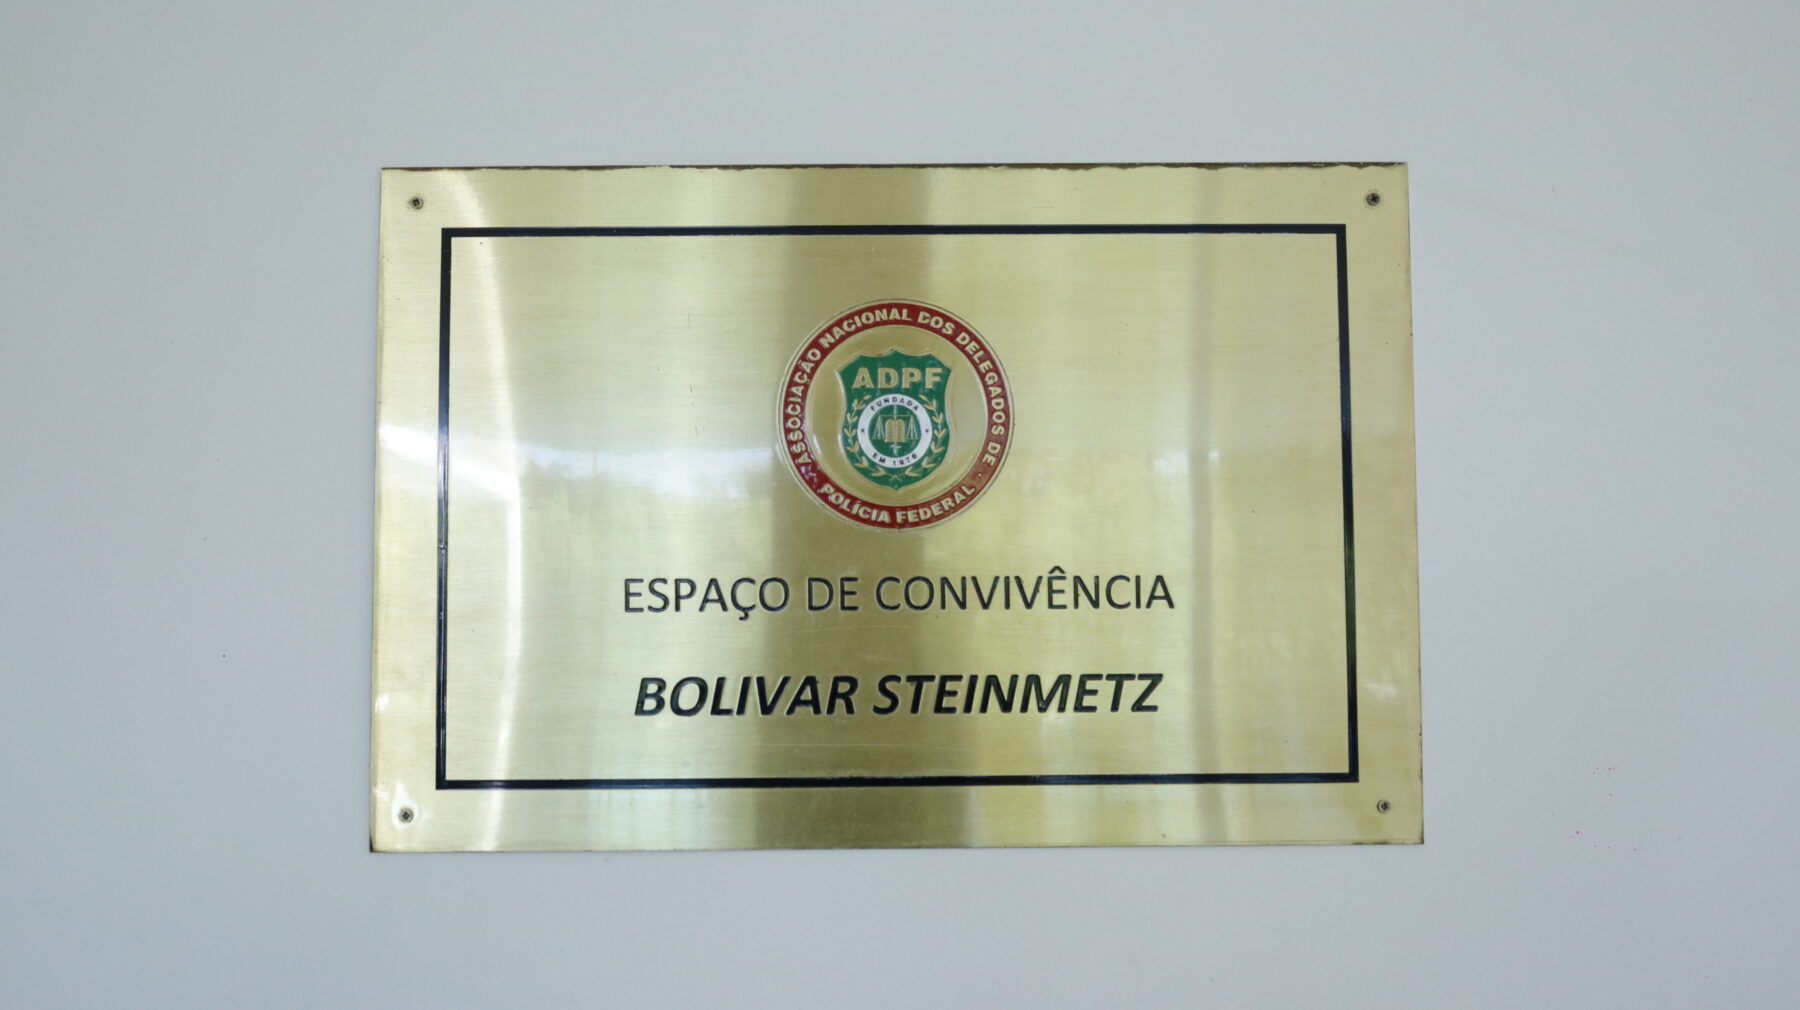 ASSOCIAÇÃO NACIONAL DOS DELEGADOS DE
POLÍCIA FEDERAL
ADPF
FUNDADA
EM 1976
ESPAÇO DE CONVIVÊNCIA
BOLIVAR STEINMETZ